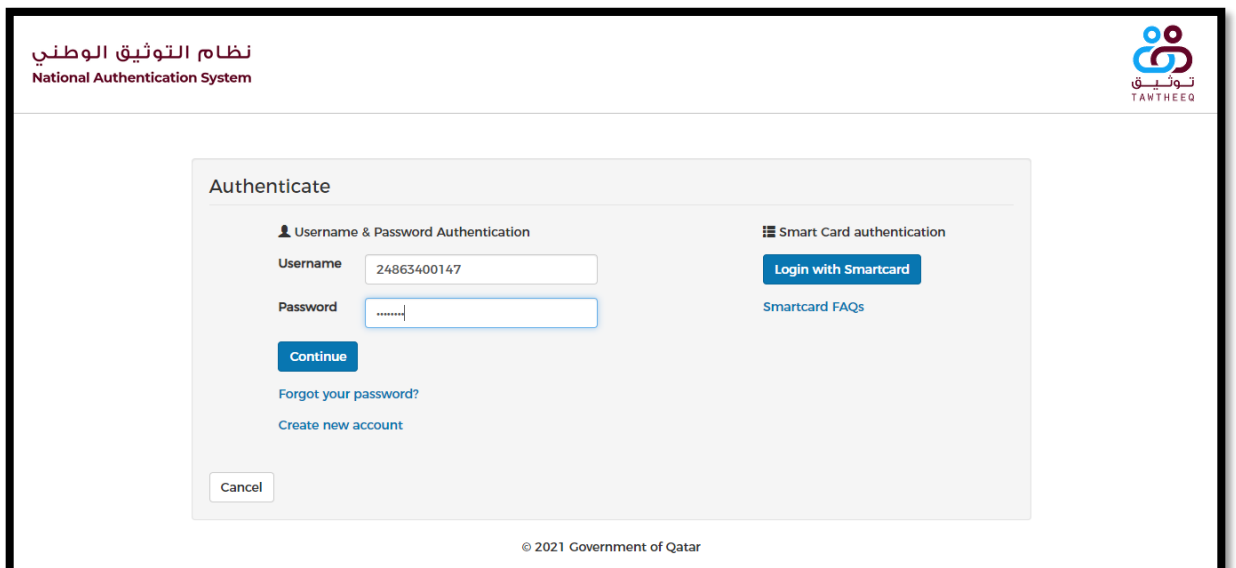 نظام التوثيق الوطني
National Authentication System
توثيق
TAWTHEEQ
Authenticate
Username & Password Authentication
Username
24863400147
Password
........
Continue
Forgot your password?
Create new account
Smart Card authentication
Login with Smartcard
Smartcard FAQs
Cancel
© 2021 Government of Qatar